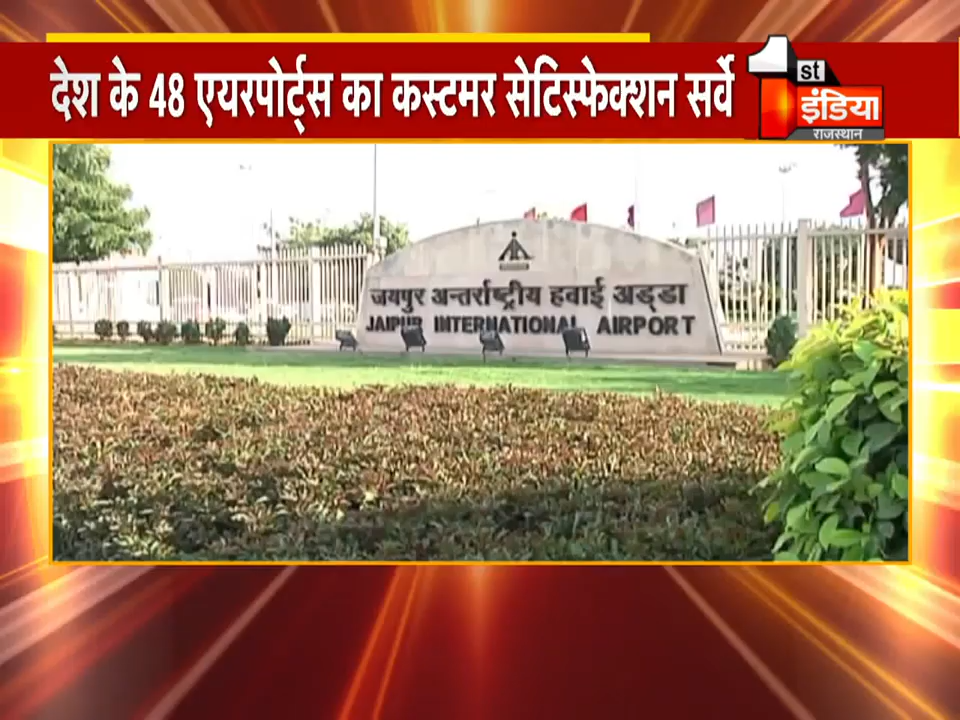 देश के 48 एयरपोर्ट्स का कस्टमर सेटिस्फेक्शन सर्वे
1st
इंडिया
राजस्थान
जयपुर अन्तर्राष्ट्रीय हवाई अड्डा
JAIPUR INTERNATIONAL AIRPORT